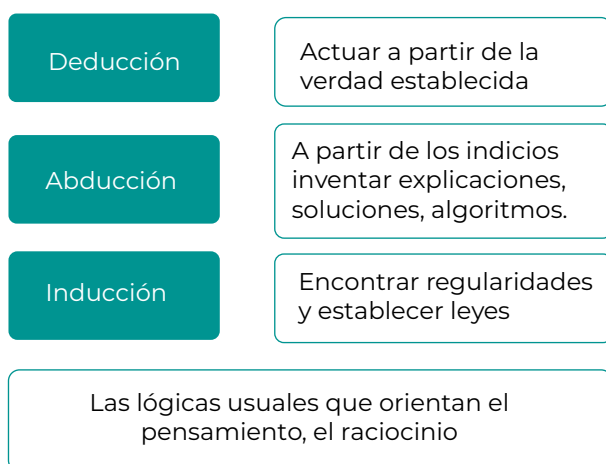 Deducción
Actuar a partir de la
verdad establecida
Abducción
A partir de los indicios
inventar explicaciones,
soluciones, algoritmos.
Inducción
Encontrar regularidades
y establecer leyes
Las lógicas usuales que orientan el
pensamiento, el raciocinio